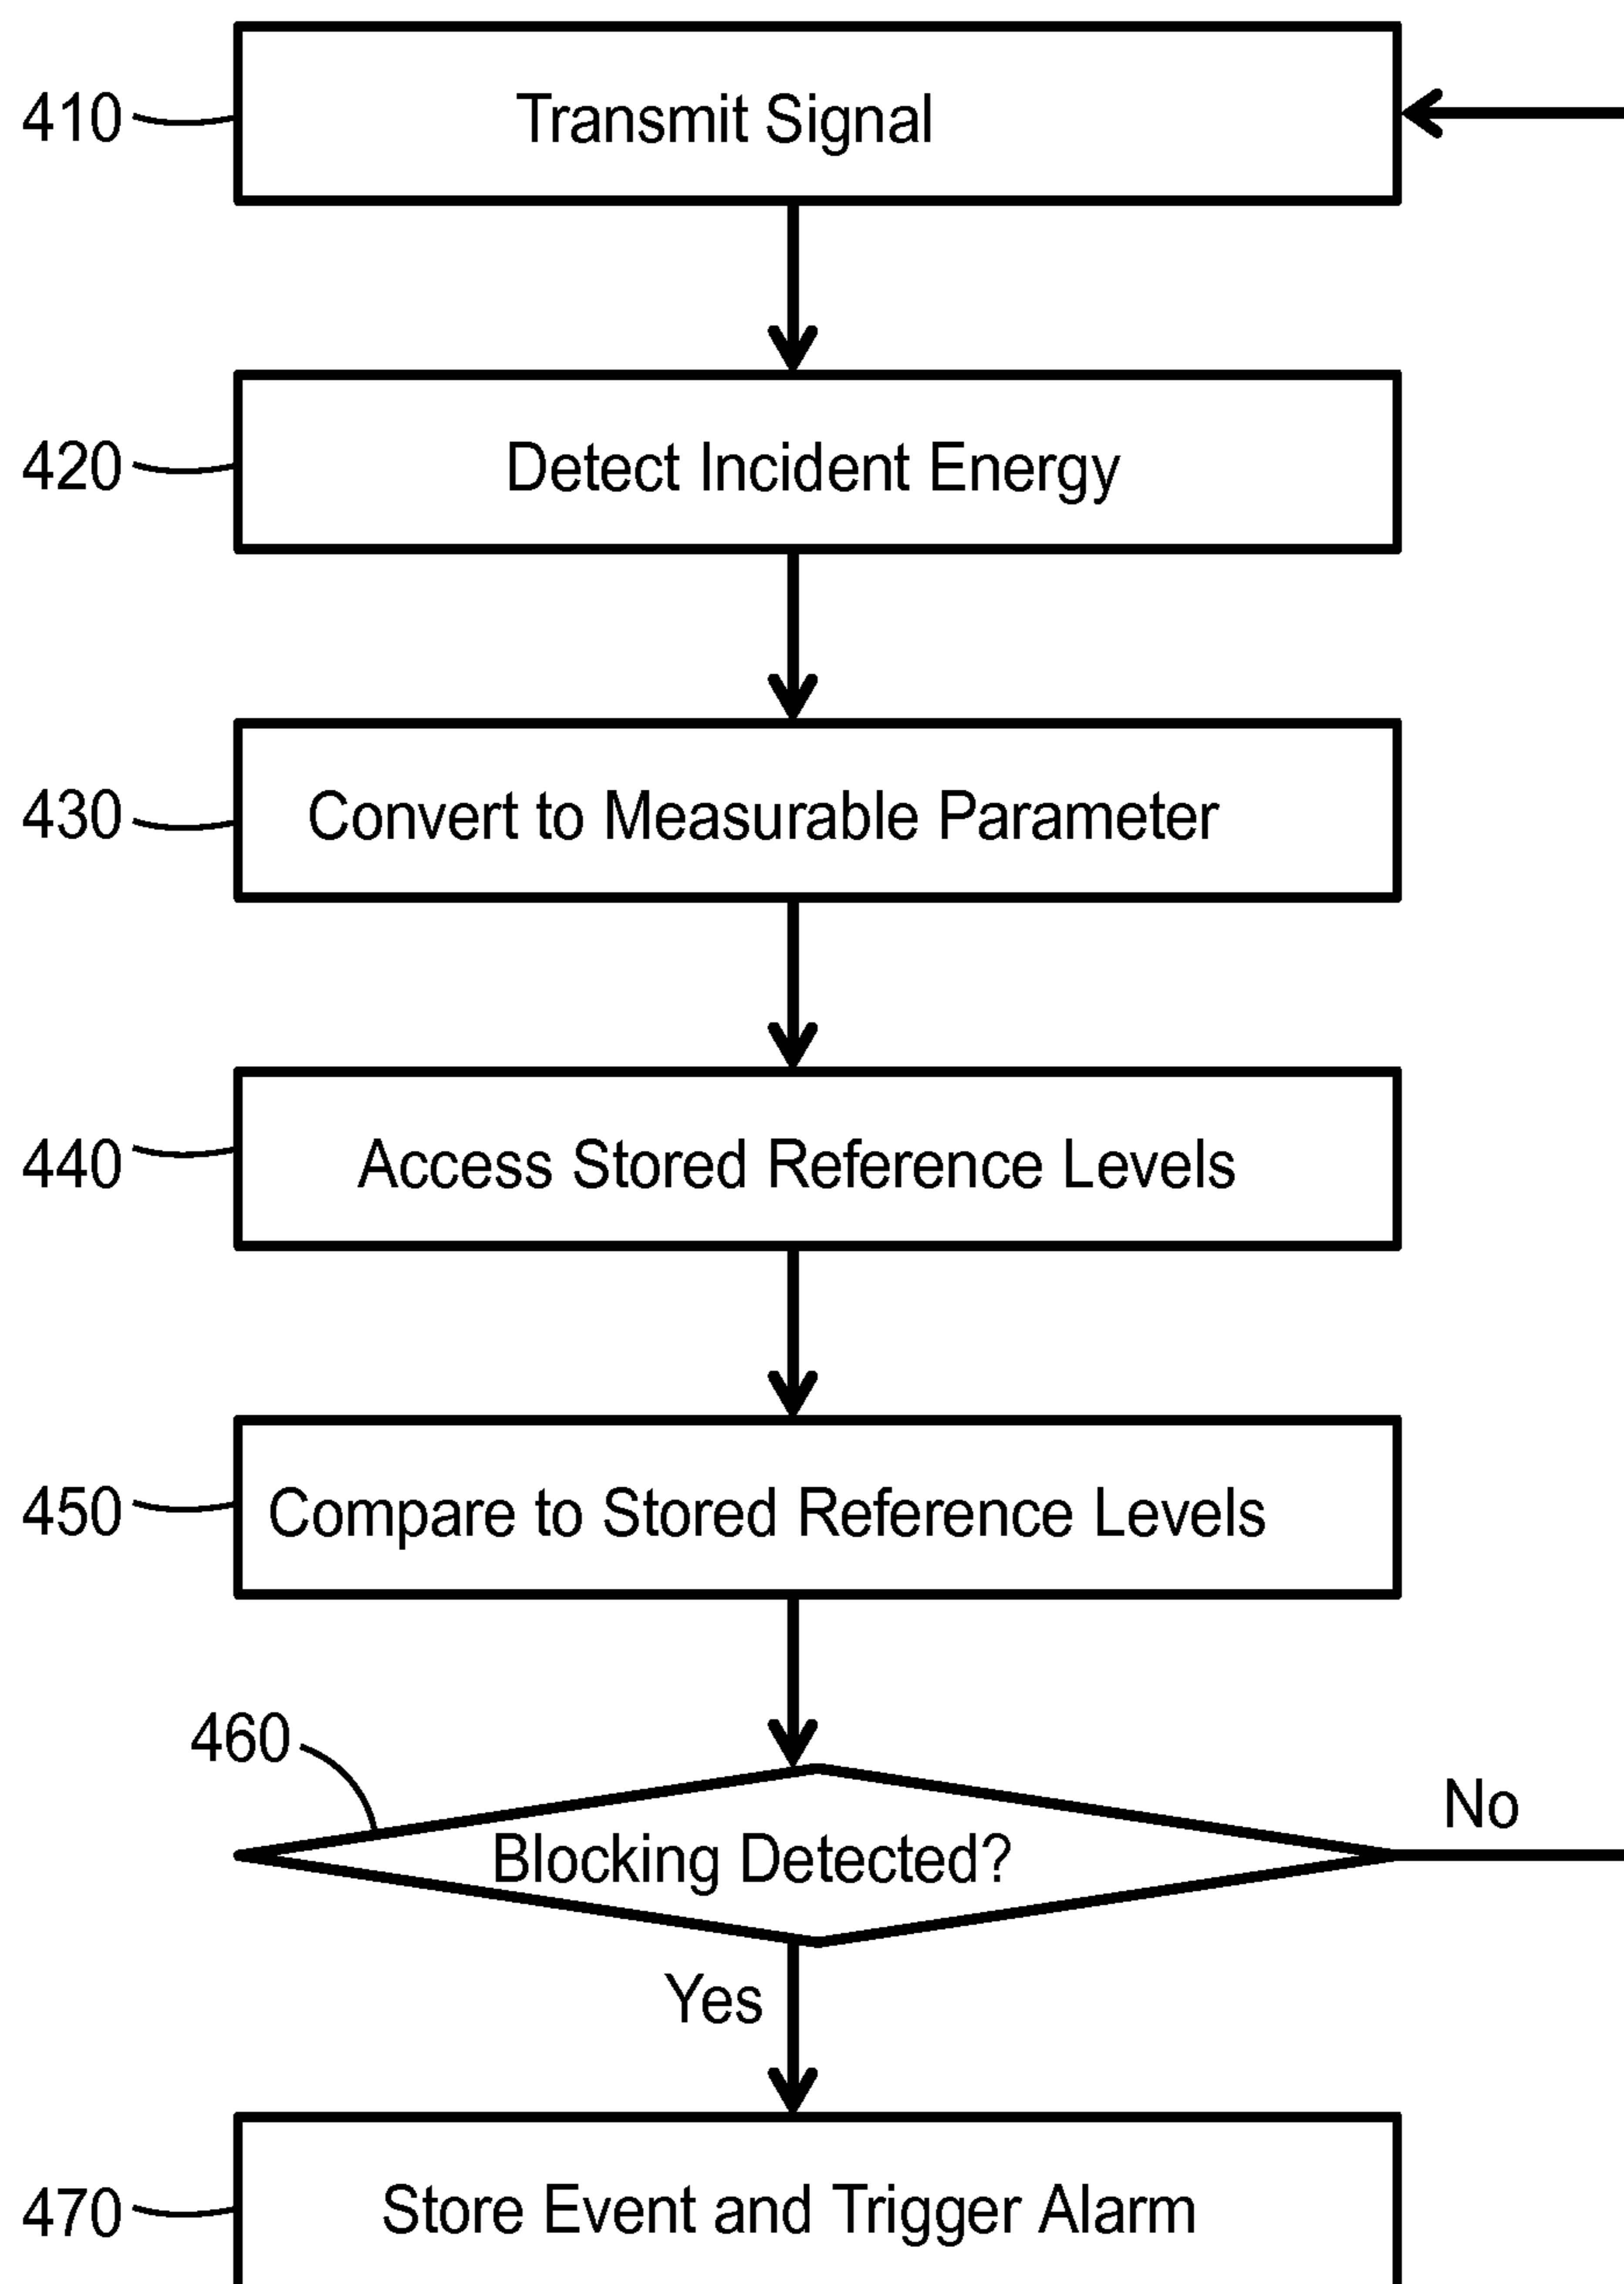 410
Transmit Signal
420
Detect Incident Energy
430
Convert to Measurable Parameter
440
Access Stored Reference Levels
450
Compare to Stored Reference Levels
460
Blocking Detected?
No
Yes
470
Store Event and Trigger Alarm